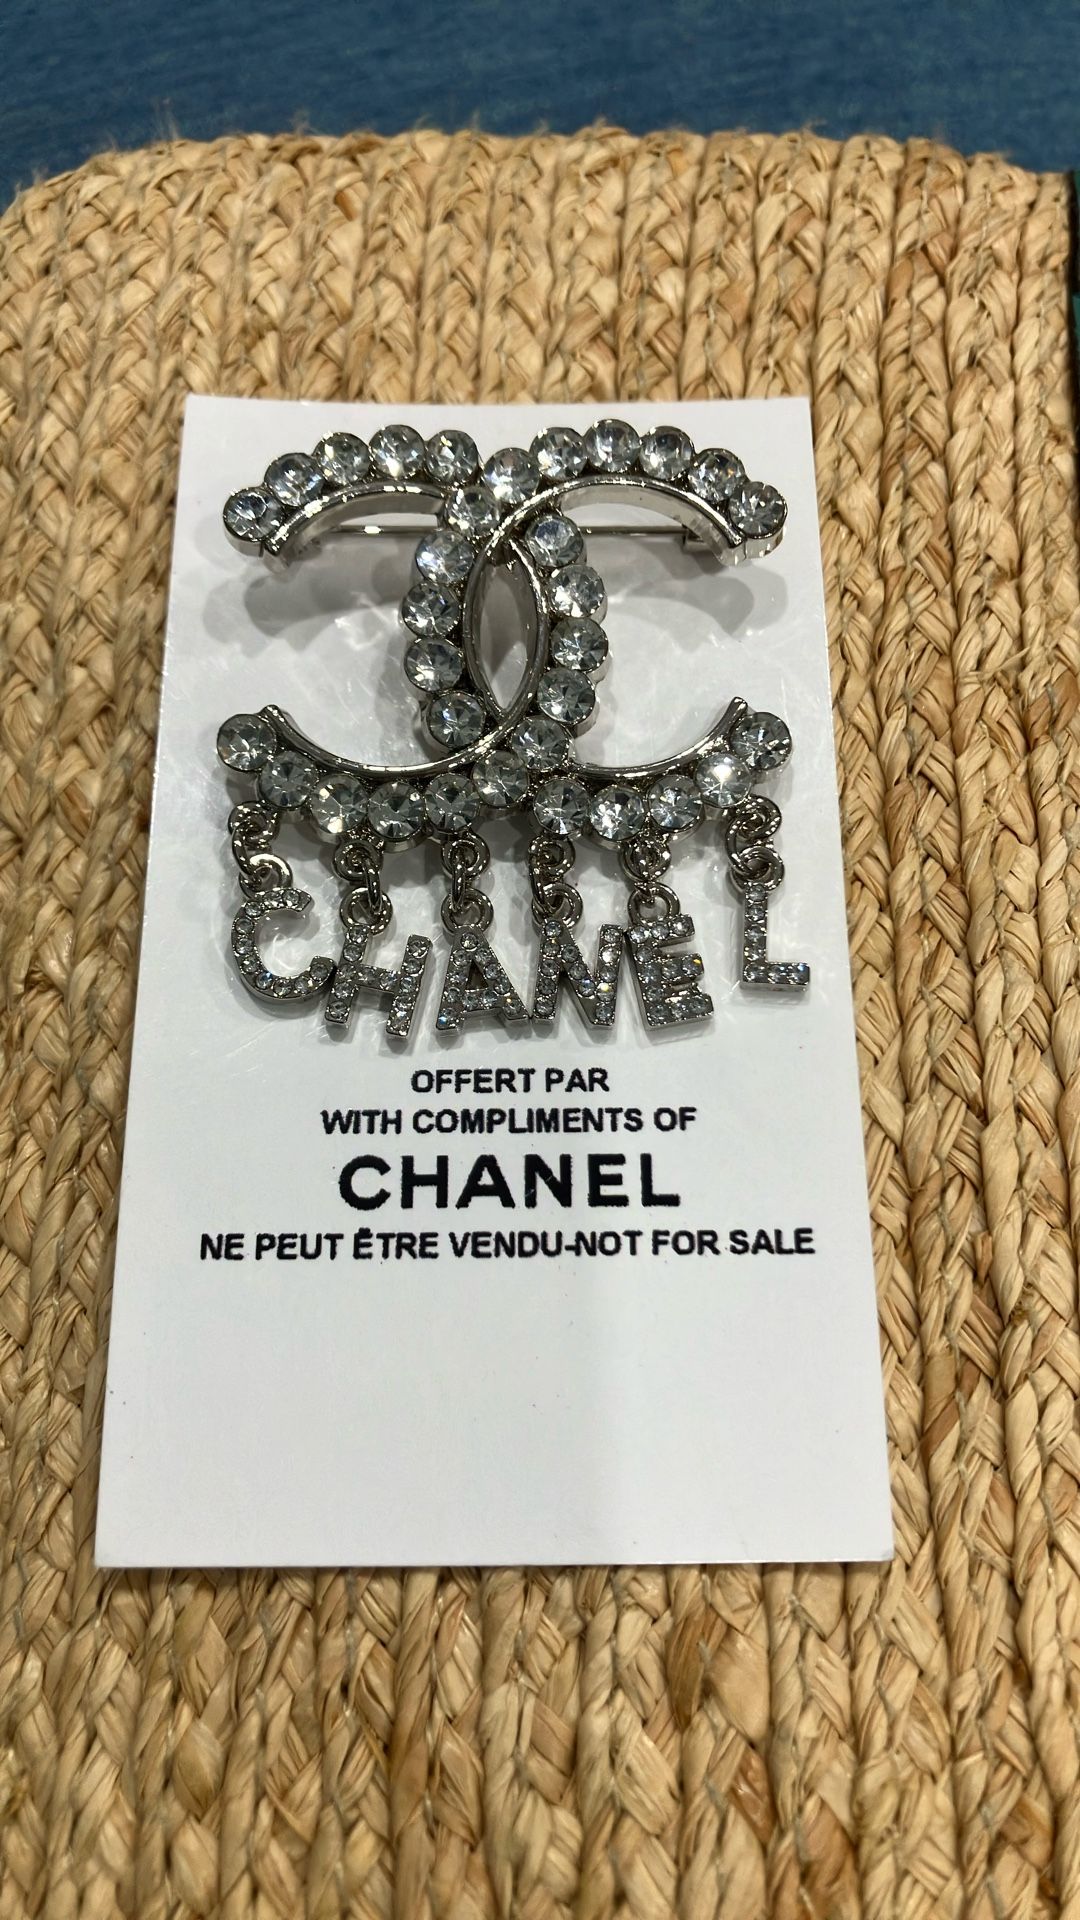 CHANEL
OFFERT PAR
WITH COMPLIMENTS OF
CHANEL
NE PEUT ÊTRE VENDU-NOT FOR SALE